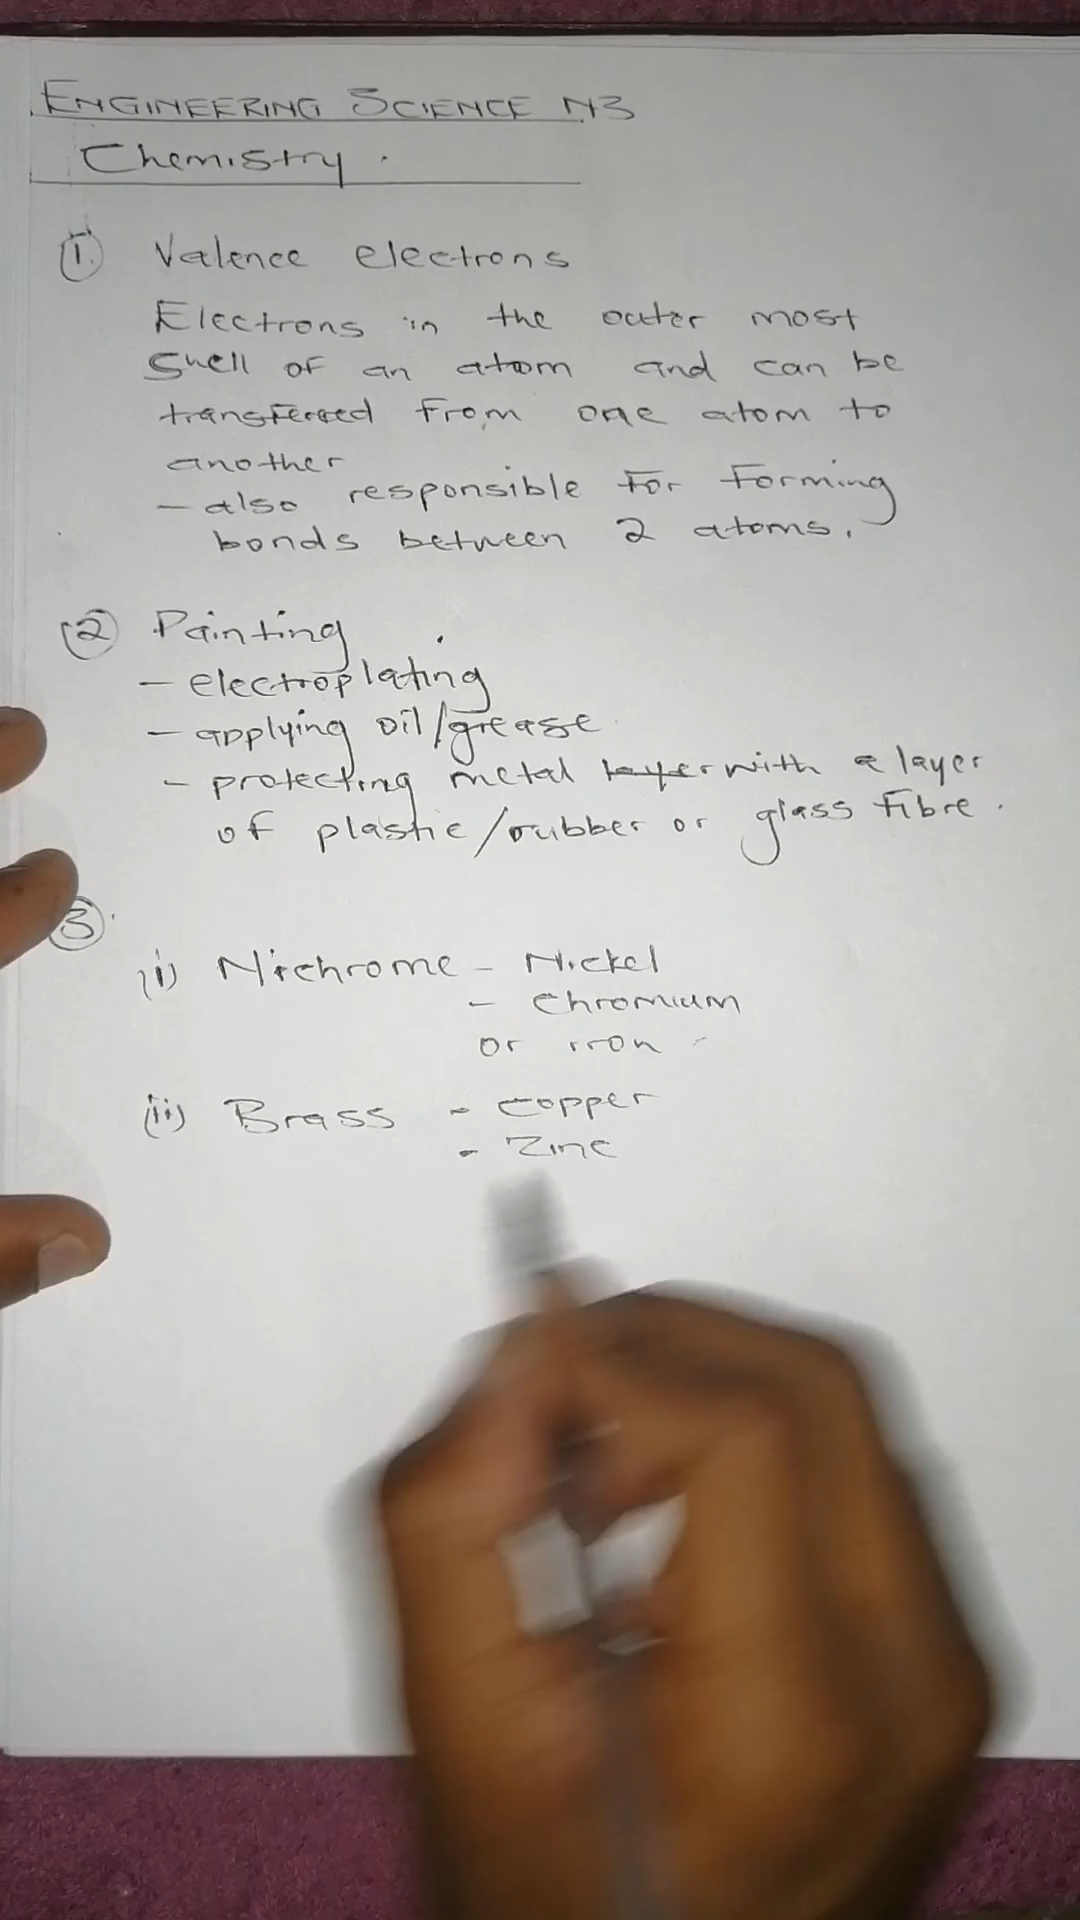 ENGINEERING SCIENCE N3
Chemistry.
1. Valence electrons
Electrons in the outer most
shell of an atom and can be
transferred from one atom to
another
- also responsible for forming
bonds between 2 atoms.
2 Painting
- electroplating
- applying oil/grease
- protecting metal layer with a layer
of plastic/rubber or glass fibre.
3
(i) Nichrome - Nickel
- chromium
or iron -
(ii) Brass - copper
- Zinc